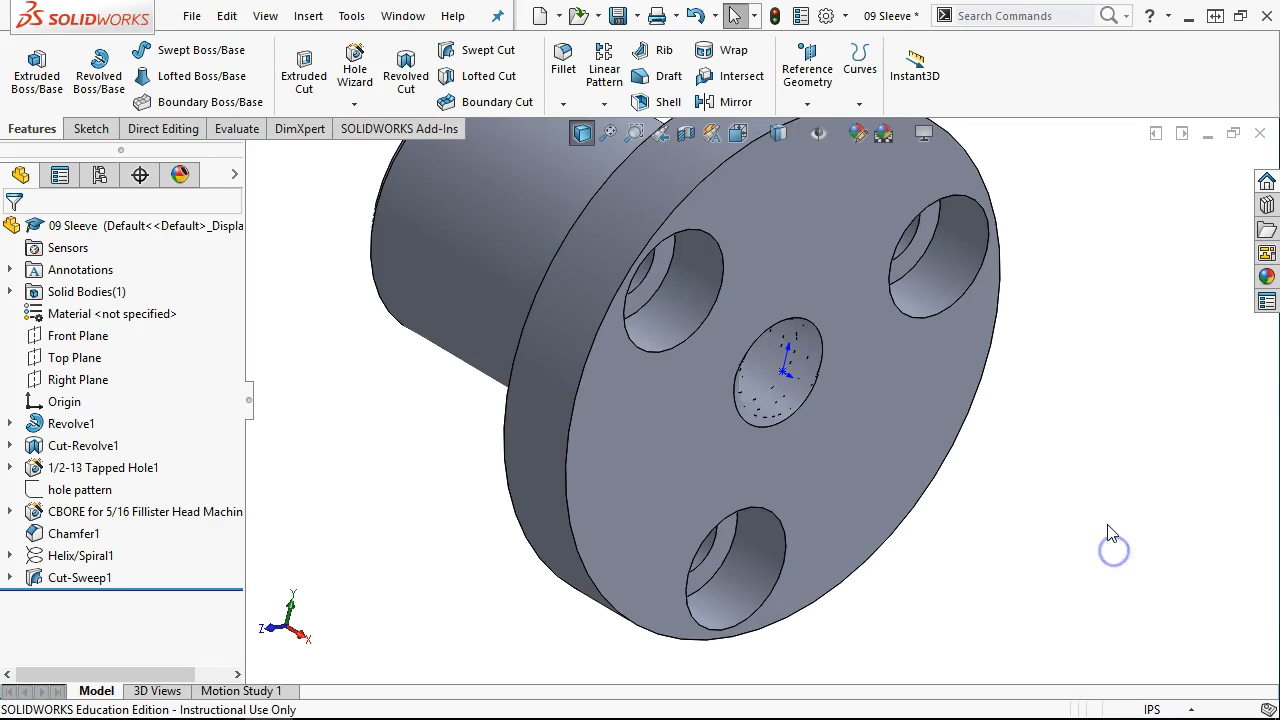 SOLIDWORKS File Edit View Insert Tools Window Help 09 Sleeve * Search Commands ?
Extruded Boss/Base
Revolved Boss/Base
Swept Boss/Base
Lofted Boss/Base
Boundary Boss/Base
Extruded Cut
Hole Wizard
Revolved Cut
Swept Cut
Lofted Cut
Boundary Cut
Fillet
Linear Pattern
Rib
Draft
Shell
Wrap
Intersect
Mirror
Reference Geometry
Curves
Instant3D
Features Sketch Direct Editing Evaluate DimXpert SOLIDWORKS Add-Ins
09 Sleeve (Default<<Default>_Displa
Sensors
Annotations
Solid Bodies(1)
Material <not specified>
Front Plane
Top Plane
Right Plane
Origin
Revolve1
Cut-Revolve1
1/2-13 Tapped Hole1
hole pattern
CBORE for 5/16 Fillister Head Machin
Chamfer1
Helix/Spiral1
Cut-Sweep1
Y
Z X
Model 3D Views Motion Study 1
SOLIDWORKS Education Edition - Instructional Use Only IPS